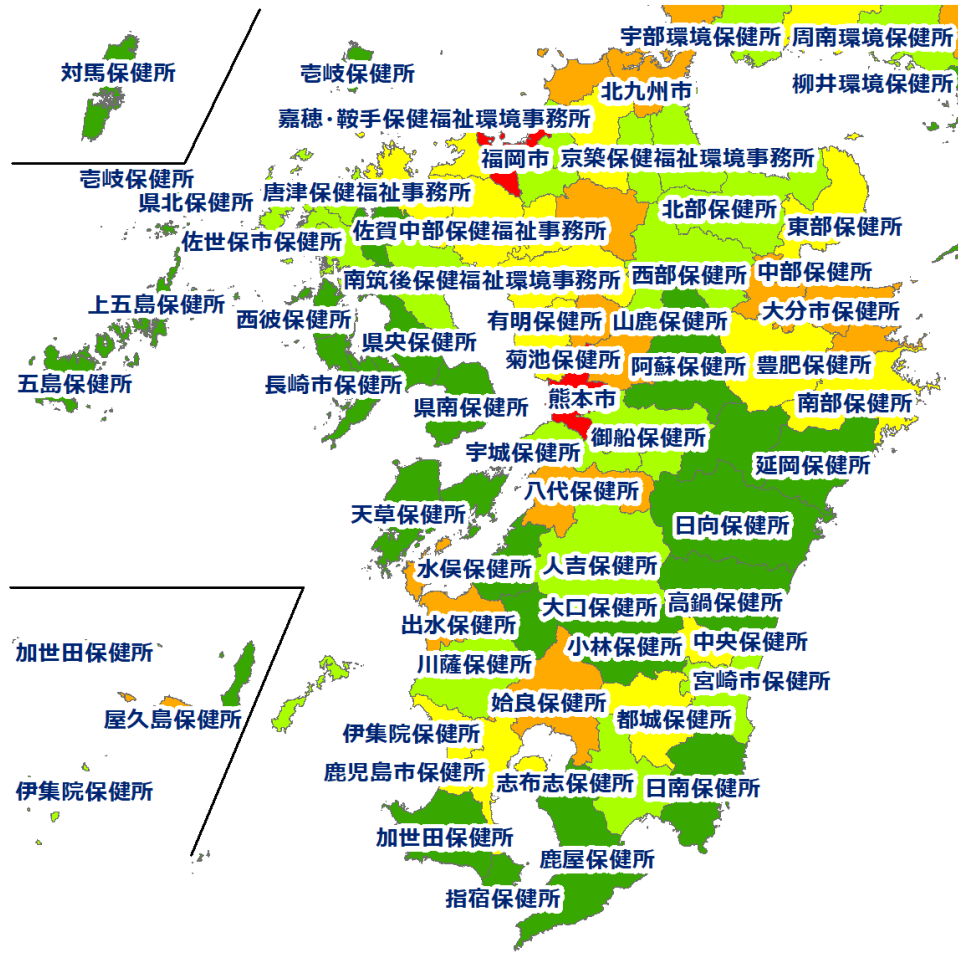 宇部環境保健所
周南環境保健所
対馬保健所
壱岐保健所
柳井環境保健所
北九州市
嘉穂･鞍手保健福祉環境事務所
福岡市
京築保健福祉環境事務所
壱岐保健所
唐津保健福祉事務所
県北保健所
北部保健所
東部保健所
佐世保市保健所
佐賀中部保健福祉事務所
南筑後保健福祉環境事務所
西部保健所
中部保健所
上五島保健所
西彼保健所
有明保健所
山鹿保健所
大分市保健所
県央保健所
菊池保健所
阿蘇保健所
豊肥保健所
五島保健所
長崎市保健所
熊本市
県南保健所
南部保健所
御船保健所
宇城保健所
延岡保健所
八代保健所
天草保健所
日向保健所
水俣保健所
人吉保健所
大口保健所
高鍋保健所
出水保健所
小林保健所
中央保健所
加世田保健所
川薩保健所
宮崎市保健所
姶良保健所
屋久島保健所
都城保健所
伊集院保健所
鹿児島市保健所
志布志保健所
日南保健所
伊集院保健所
加世田保健所
鹿屋保健所
指宿保健所